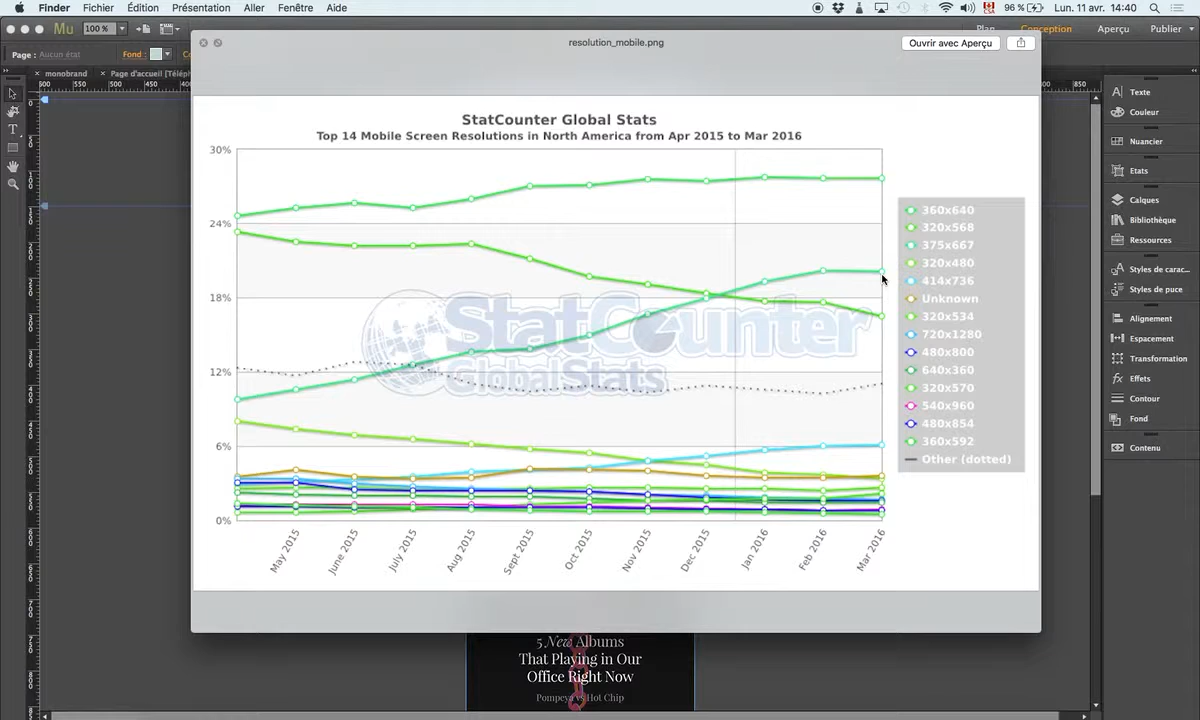 Finder Fichier Édition Présentation Aller Fenêtre Aide 96 % Lun. 11 avr. 14:40
Mu 100 % Plan Conception Aperçu Publier
resolution_mobile.png Ouvrir avec Aperçu
Page : Aucun état Fond :
monobrand Page d'accueil [Téléph
StatCounter Global Stats
Top 14 Mobile Screen Resolutions in North America from Apr 2015 to Mar 2016
30%
24%
18%
12%
6%
0%
StatCounter
GlobalStats
May 2015
June 2015
July 2015
Aug 2015
Sept 2015
Oct 2015
Nov 2015
Dec 2015
Jan 2016
Feb 2016
Mar 2016
360x640
320x568
375x667
320x480
414x736
Unknown
320x534
720x1280
480x800
640x360
320x570
540x960
480x854
360x592
Other (dotted)
Texte
Couleur
Nuancier
Etats
Calques
Bibliothèque
Ressources
Styles de carac...
Styles de puce
Alignement
Espacement
Transformation
Effets
Contour
Fond
Contenu
5 New Albums
That Playing in Our
Office Right Now
Pompeya vs Hot Chip